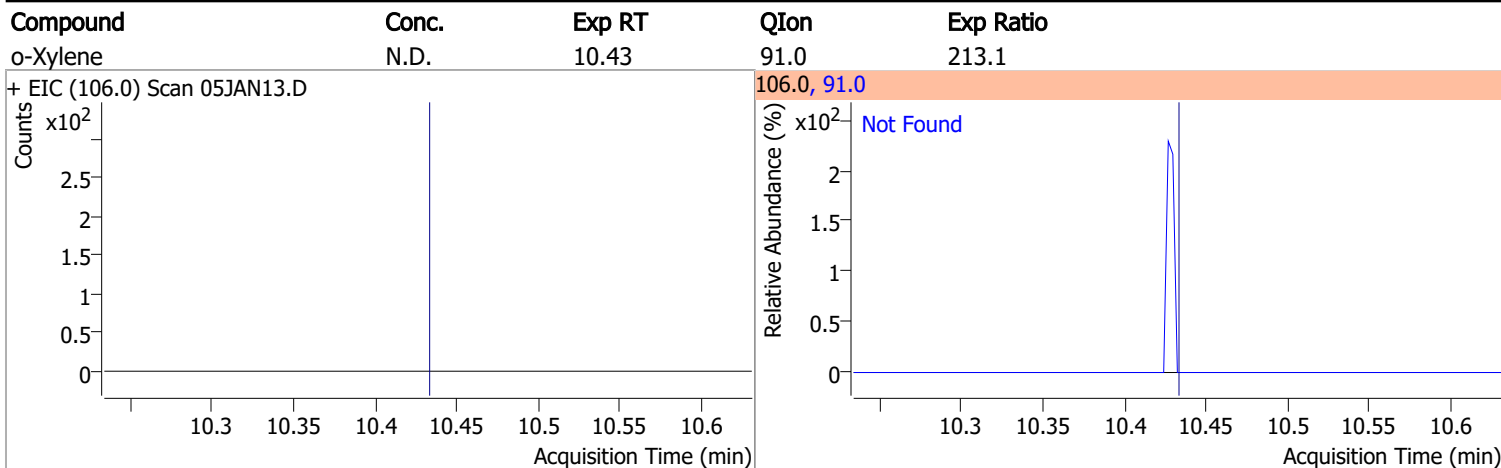 Compound Conc. Exp RT QIon Exp Ratio
o-Xylene N.D. 10.43 91.0 213.1
+ EIC (106.0) Scan 05JAN13.D
Counts
x10²
2.5
2
1.5
1
0.5
0
10.3 10.35 10.4 10.45 10.5 10.55 10.6
Acquisition Time (min)
106.0, 91.0
Relative Abundance (%)
x10²
Not Found
2
1.5
1
0.5
0
10.3 10.35 10.4 10.45 10.5 10.55 10.6
Acquisition Time (min)